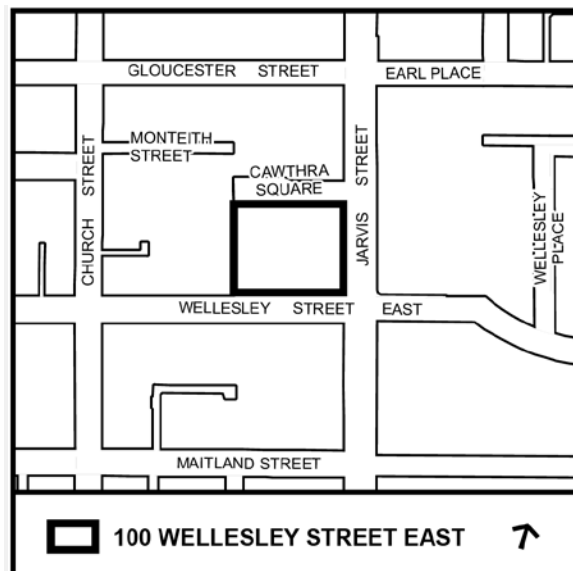 GLOUCESTER STREET
EARL PLACE
MONTEITH
STREET
CHURCH STREET
CAWTHRA
SQUARE
JARVIS STREET
WELLESLEY
PLACE
WELLESLEY STREET EAST
MAITLAND STREET
100 WELLESLEY STREET EAST